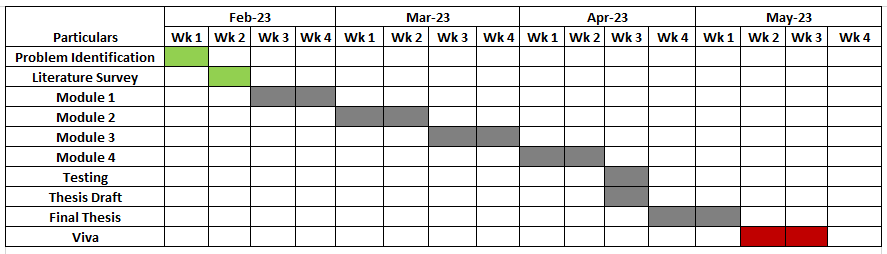 Feb-23 Mar-23 Apr-23 May-23
Particulars Wk 1 Wk 2 Wk 3 Wk 4 Wk 1 Wk 2 Wk 3 Wk 4 Wk 1 Wk 2 Wk 3 Wk 4 Wk 1 Wk 2 Wk 3 Wk 4
Problem Identification
Literature Survey
Module 1
Module 2
Module 3
Module 4
Testing
Thesis Draft
Final Thesis
Viva